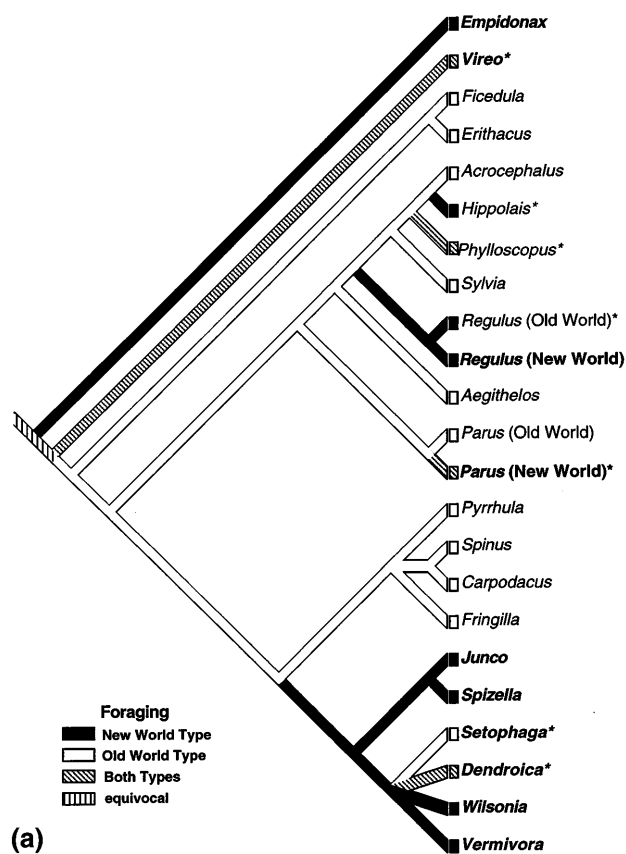 Empidonax
Vireo*
Ficedula
Erithacus
Acrocephalus
Hippolais*
Phylloscopus*
Sylvia
Regulus (Old World)*
Regulus (New World)
Aegithelos
Parus (Old World)
Parus (New World)*
Pyrrhula
Spinus
Carpodacus
Fringilla
Junco
Spizella
Setophaga*
Dendroica*
Wilsonia
Vermivora
Foraging
New World Type
Old World Type
Both Types
equivocal
(a)